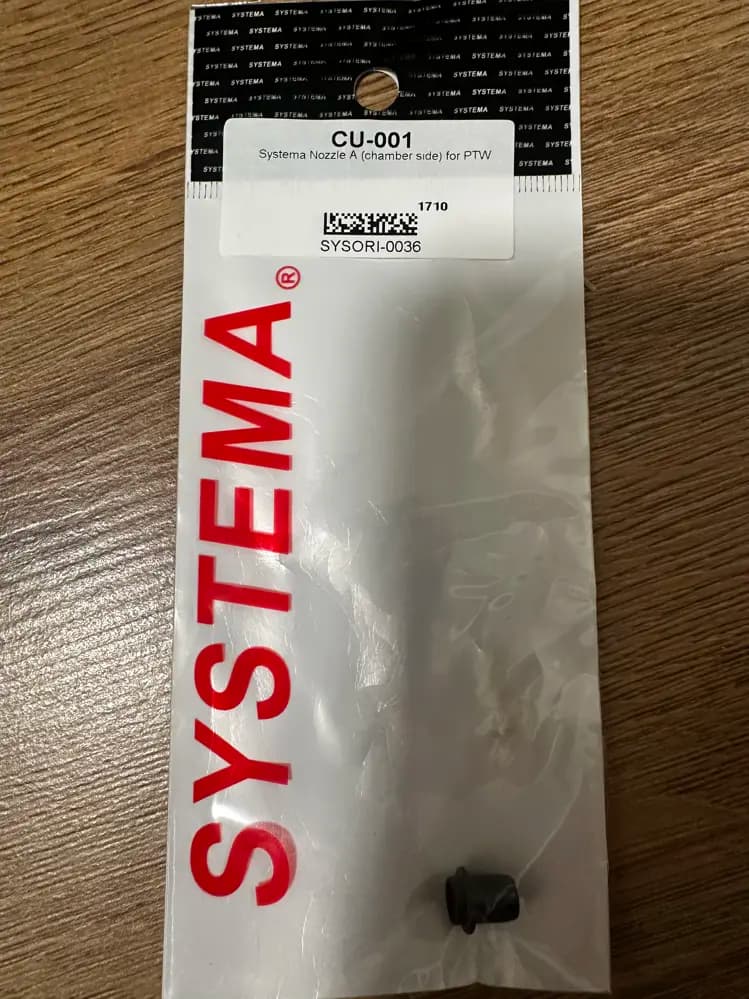 CU-001
Systema Nozzle A (chamber side) for PTW
1710
SYSORI-0036
SYSTEMA®